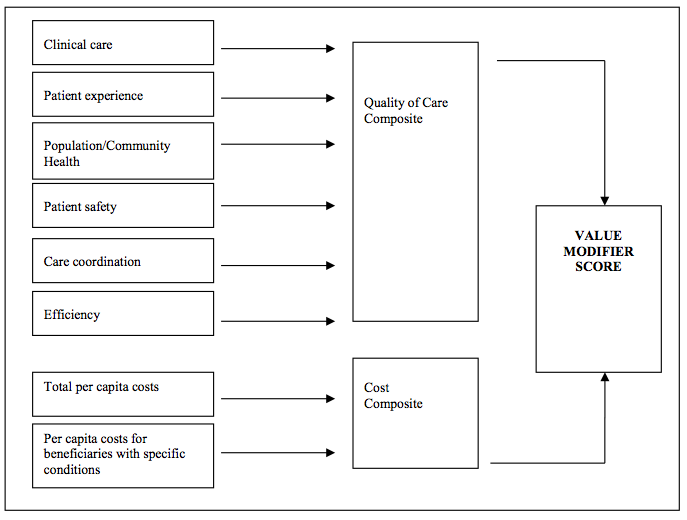 Clinical care
Patient experience
Population/Community
Health
Patient safety
Care coordination
Efficiency
Total per capita costs
Per capita costs for
beneficiaries with specific
conditions
Quality of Care
Composite
Cost
Composite
VALUE
MODIFIER
SCORE